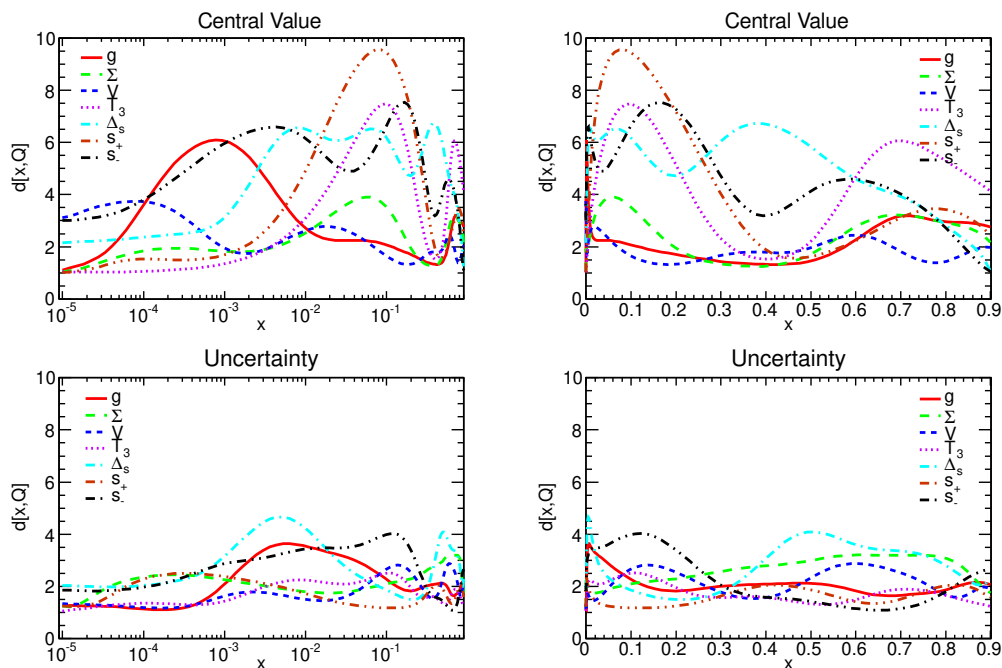 Central Value
d[x,Q]
10
8
6
4
2
0
g
Σ
V
T₃
Δₛ
s₊
s₋
10⁻⁵ 10⁻⁴ 10⁻³ 10⁻² 10⁻¹
x
Central Value
d[x,Q]
10
8
6
4
2
0
g
Σ
V
T₃
Δₛ
s₊
s₋
0 0.1 0.2 0.3 0.4 0.5 0.6 0.7 0.8 0.9
x
Uncertainty
d[x,Q]
10
8
6
4
2
0
g
Σ
V
T₃
Δₛ
s₊
s₋
10⁻⁵ 10⁻⁴ 10⁻³ 10⁻² 10⁻¹
x
Uncertainty
d[x,Q]
10
8
6
4
2
0
g
Σ
V
T₃
Δₛ
s₊
s₋
0 0.1 0.2 0.3 0.4 0.5 0.6 0.7 0.8 0.9
x